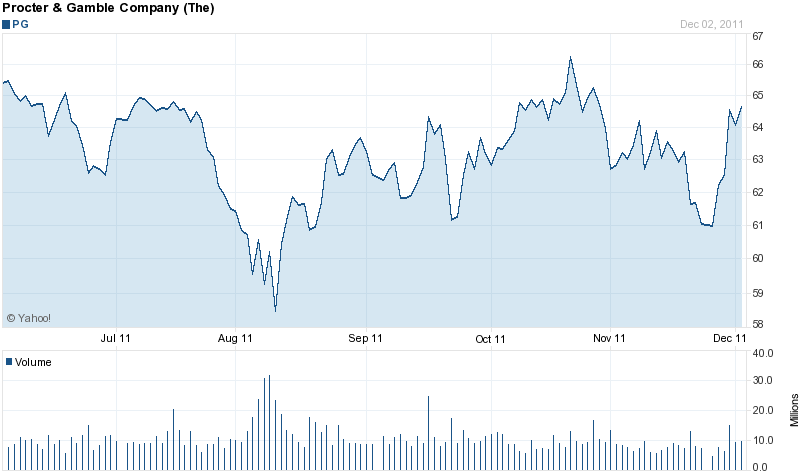 Procter & Gamble Company (The)
PG
Dec 02, 2011
67
66
65
64
63
62
61
60
59
58
© Yahoo!
Jul 11
Aug 11
Sep 11
Oct 11
Nov 11
Dec 11
Volume
40.0
30.0
20.0
10.0
0.0
Millions